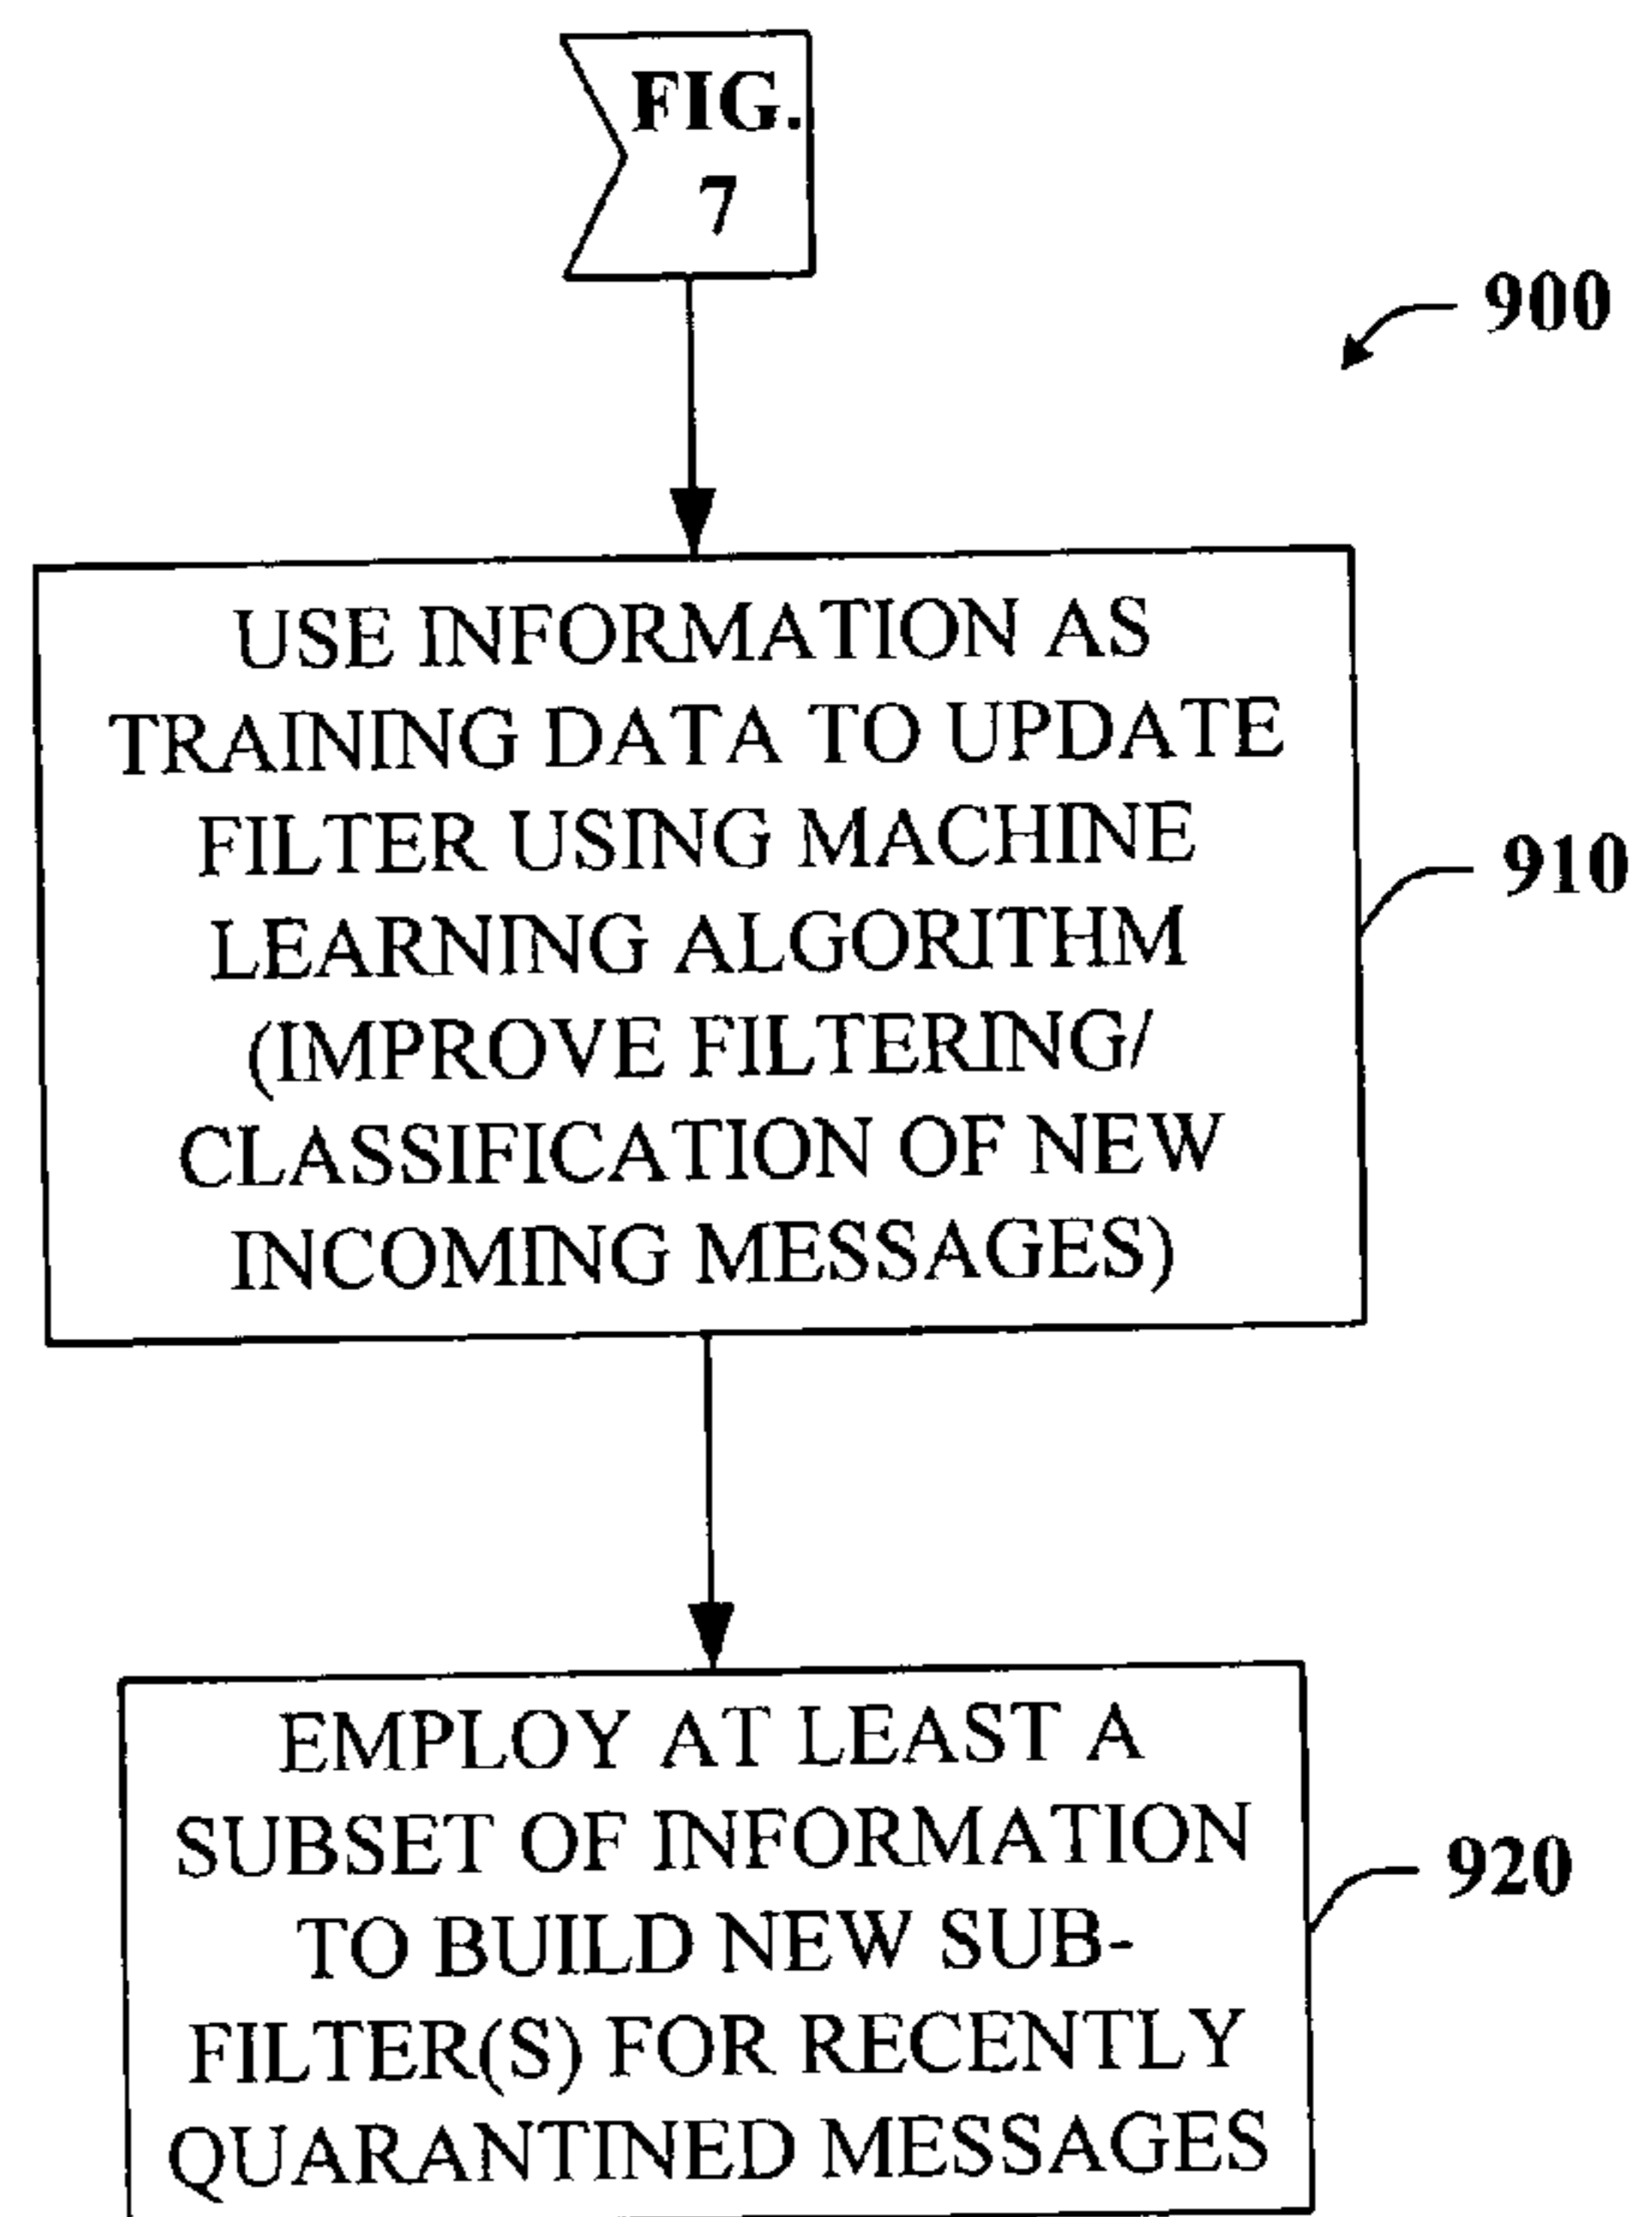 FIG.
7
900
USE INFORMATION AS
TRAINING DATA TO UPDATE
FILTER USING MACHINE
LEARNING ALGORITHM
(IMPROVE FILTERING/
CLASSIFICATION OF NEW
INCOMING MESSAGES)
910
EMPLOY AT LEAST A
SUBSET OF INFORMATION
TO BUILD NEW SUB-
FILTER(S) FOR RECENTLY
QUARANTINED MESSAGES
920